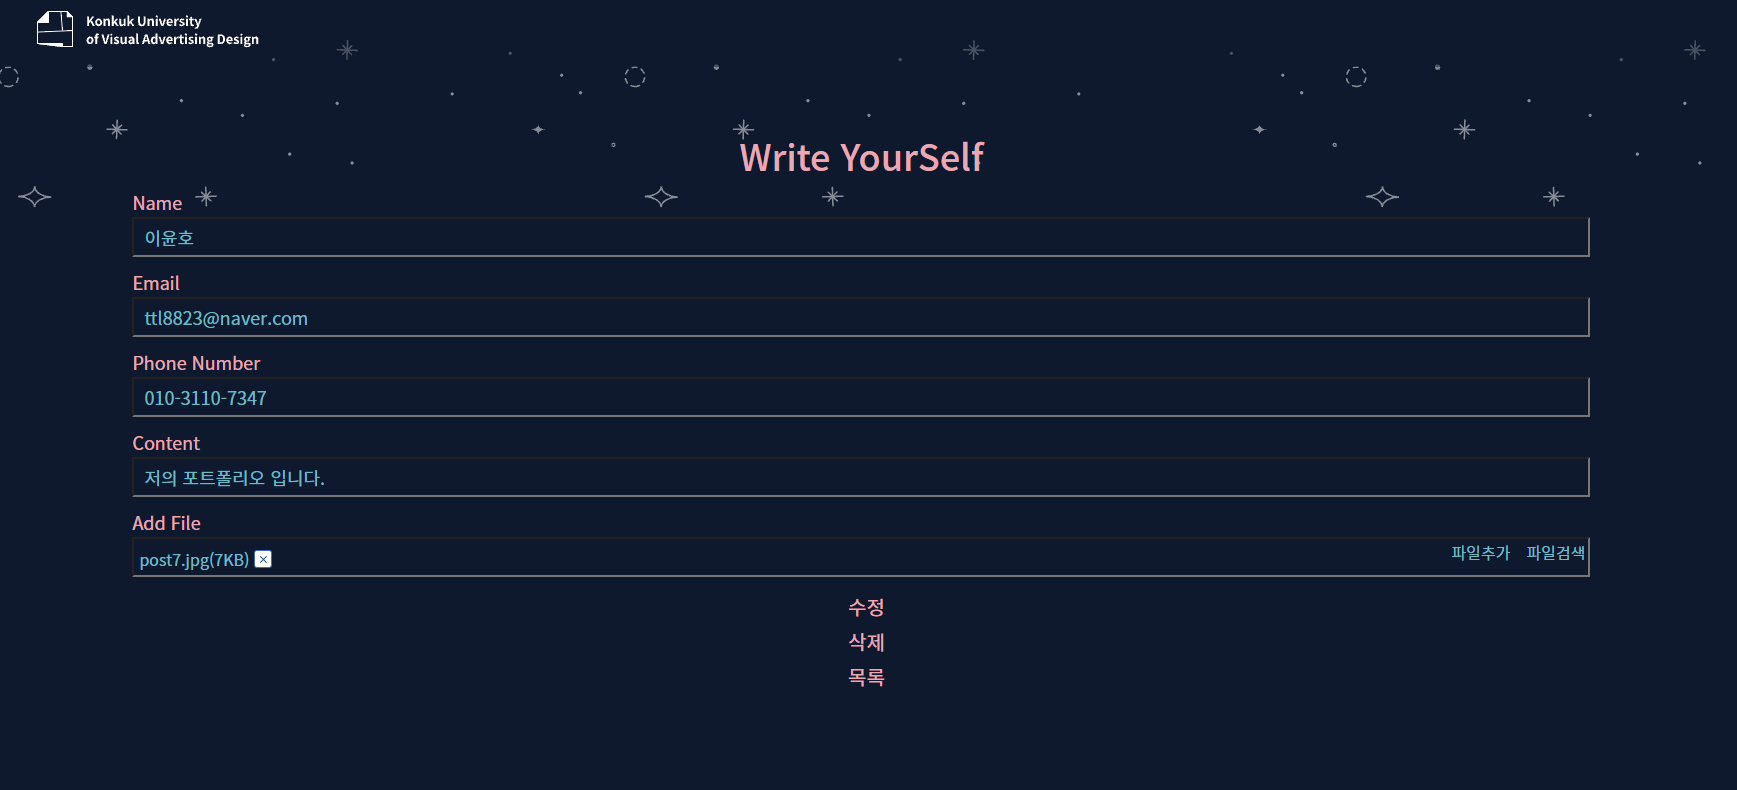 Konkuk University
of Visual Advertising Design
Write YourSelf
Name
이윤호
Email
ttl8823@naver.com
Phone Number
010-3110-7347
Content
저의 포트폴리오 입니다.
Add File
post7.jpg(7KB)
파일추가 파일검색
수정
삭제
목록